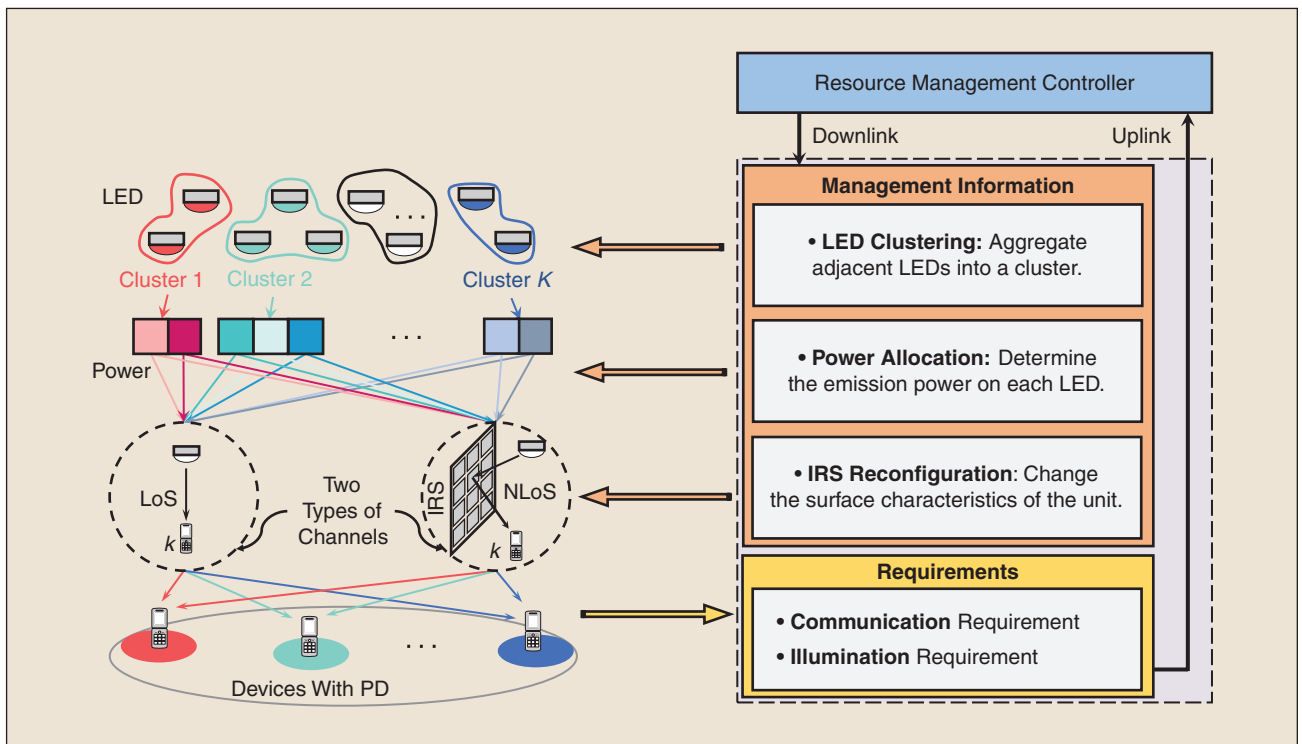 LED
Cluster 1
Cluster 2
Cluster K
. . .
. . .
Power
LoS
k
Two
Types of
Channels
IRS
NLoS
k
. . .
Devices With PD
Resource Management Controller
Downlink
Uplink
Management Information
• LED Clustering: Aggregate
adjacent LEDs into a cluster.
• Power Allocation: Determine
the emission power on each LED.
• IRS Reconfiguration: Change
the surface characteristics of the unit.
Requirements
• Communication Requirement
• Illumination Requirement